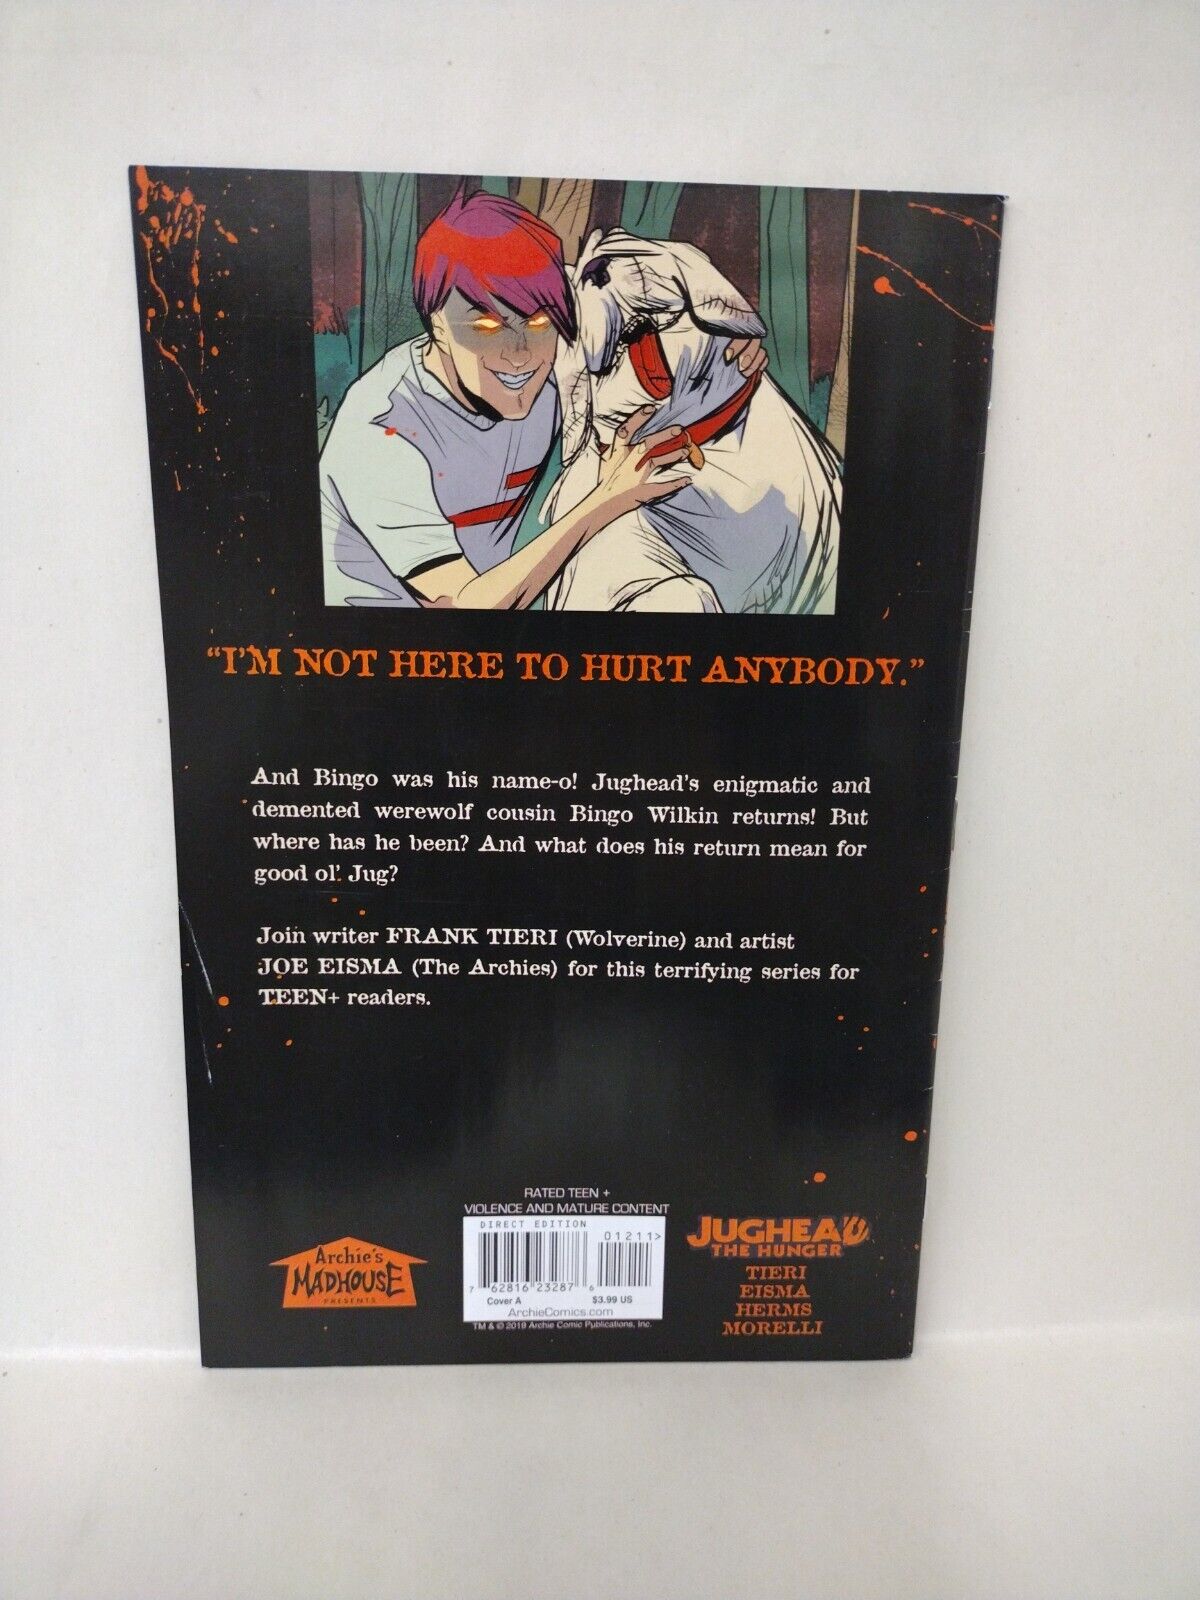 “I'M NOT HERE TO HURT ANYBODY.”
And Bingo was his name-o! Jughead's enigmatic and
demented werewolf cousin Bingo Wilkin returns! But
where has he been? And what does his return mean for
good ol'. Jug?
Join writer FRANK TIERI (Wolverine) and artist
JOE EISMA (The Archies) for this terrifying series for
TEEN+ readers.
RATED TEEN +
VIOLENCE AND MATURE CONTENT
DIRECT EDITION
01211>
7 62816 23287 6
Cover A $3.99 US
ArchieComics.com
TM & © 2019 Archie Comic Publications, Inc.
Archie's
MADHOUSE
PRESENTS
JUGHEAD
THE HUNGER
TIERI
EISMA
HERMS
MORELLI